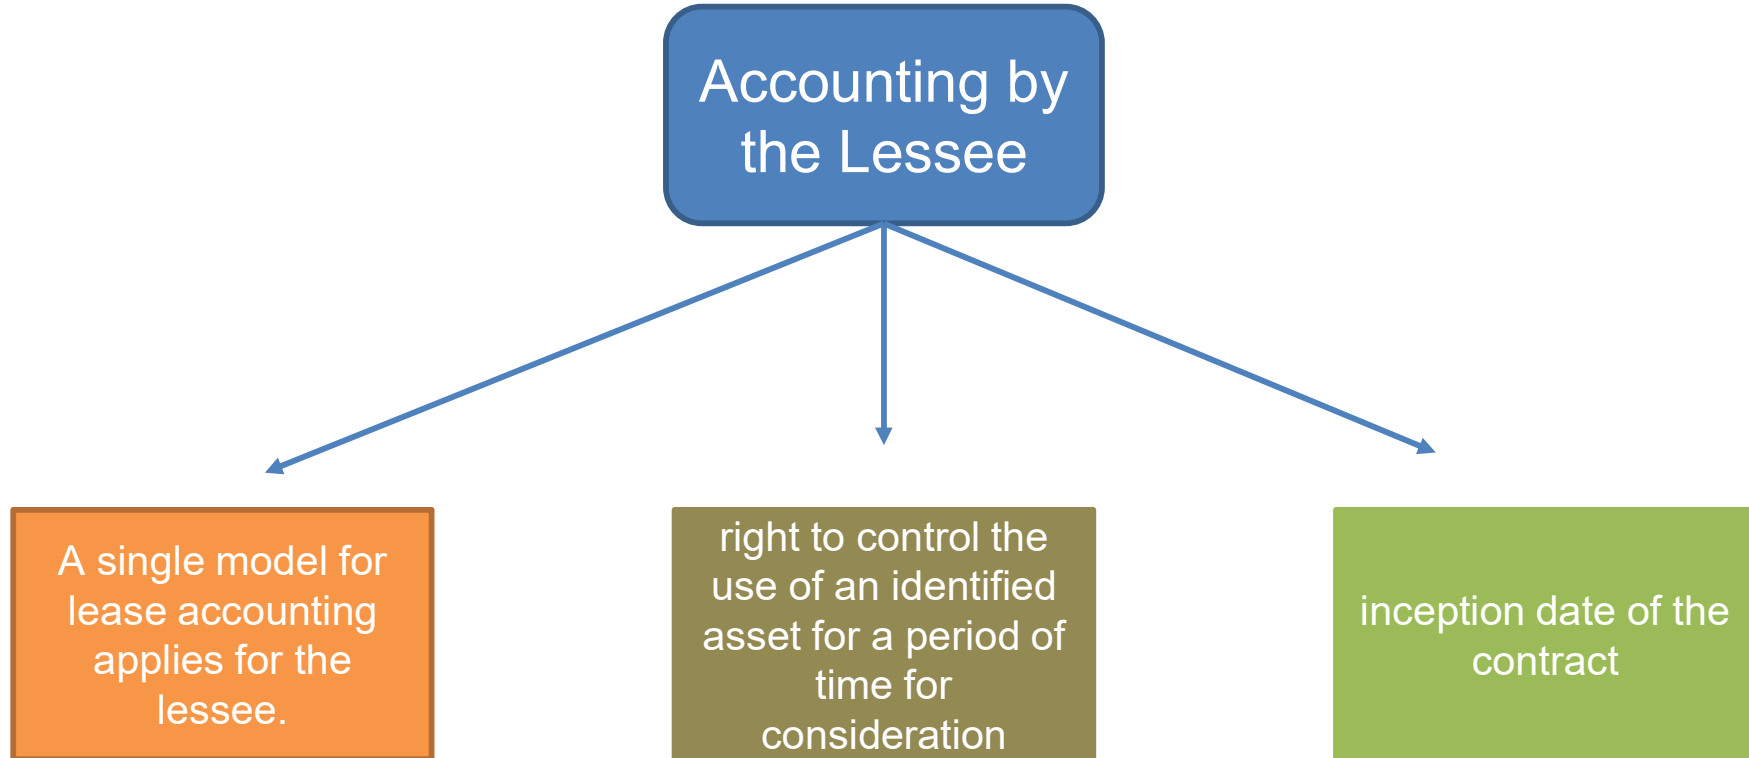 Accounting by
the Lessee
A single model for
lease accounting
applies for the
lessee.
right to control the
use of an identified
asset for a period of
time for
consideration
inception date of the
contract